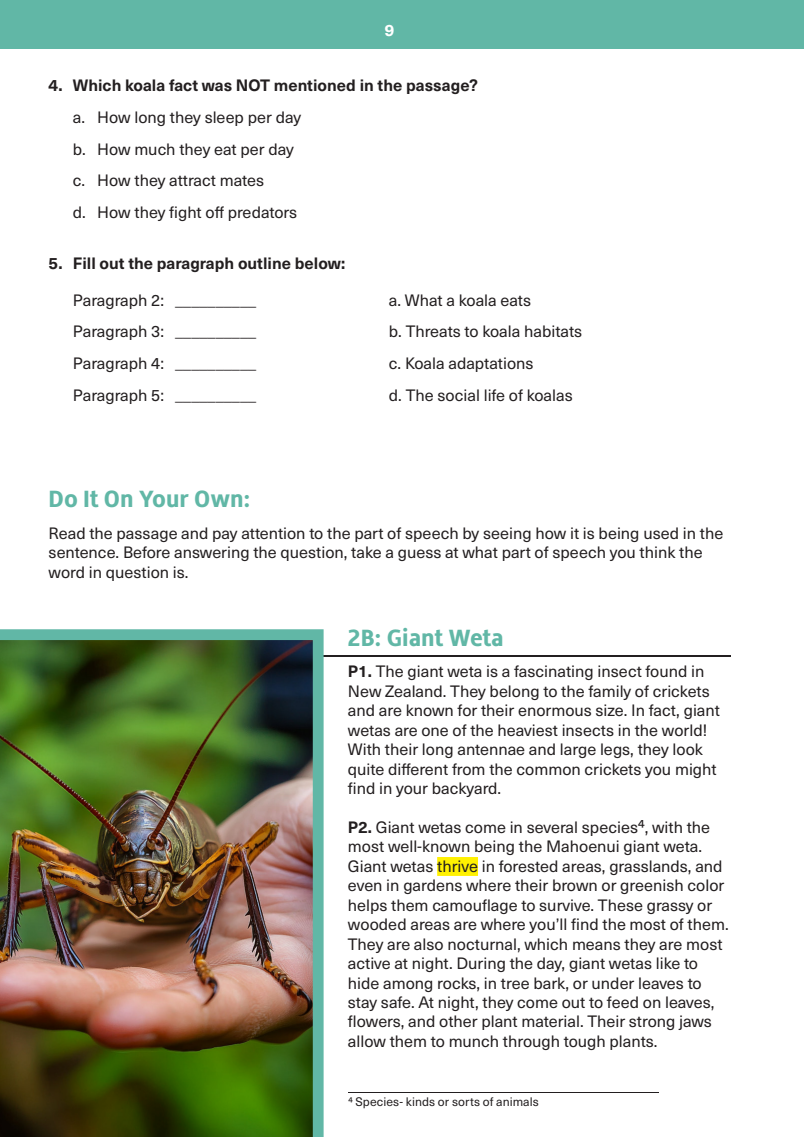 9
4. Which koala fact was NOT mentioned in the passage?
a. How long they sleep per day
b. How much they eat per day
c. How they attract mates
d. How they fight off predators
5. Fill out the paragraph outline below:
Paragraph 2: __________ a. What a koala eats
Paragraph 3: __________ b. Threats to koala habitats
Paragraph 4: __________ c. Koala adaptations
Paragraph 5: __________ d. The social life of koalas
Do It On Your Own:
Read the passage and pay attention to the part of speech by seeing how it is being used in the
sentence. Before answering the question, take a guess at what part of speech you think the
word in question is.
2B: Giant Weta
P1. The giant weta is a fascinating insect found in
New Zealand. They belong to the family of crickets
and are known for their enormous size. In fact, giant
wetas are one of the heaviest insects in the world!
With their long antennae and large legs, they look
quite different from the common crickets you might
find in your backyard.
P2. Giant wetas come in several species⁴, with the
most well-known being the Mahoenui giant weta.
Giant wetas thrive in forested areas, grasslands, and
even in gardens where their brown or greenish color
helps them camouflage to survive. These grassy or
wooded areas are where you’ll find the most of them.
They are also nocturnal, which means they are most
active at night. During the day, giant wetas like to
hide among rocks, in tree bark, or under leaves to
stay safe. At night, they come out to feed on leaves,
flowers, and other plant material. Their strong jaws
allow them to munch through tough plants.
⁴ Species- kinds or sorts of animals